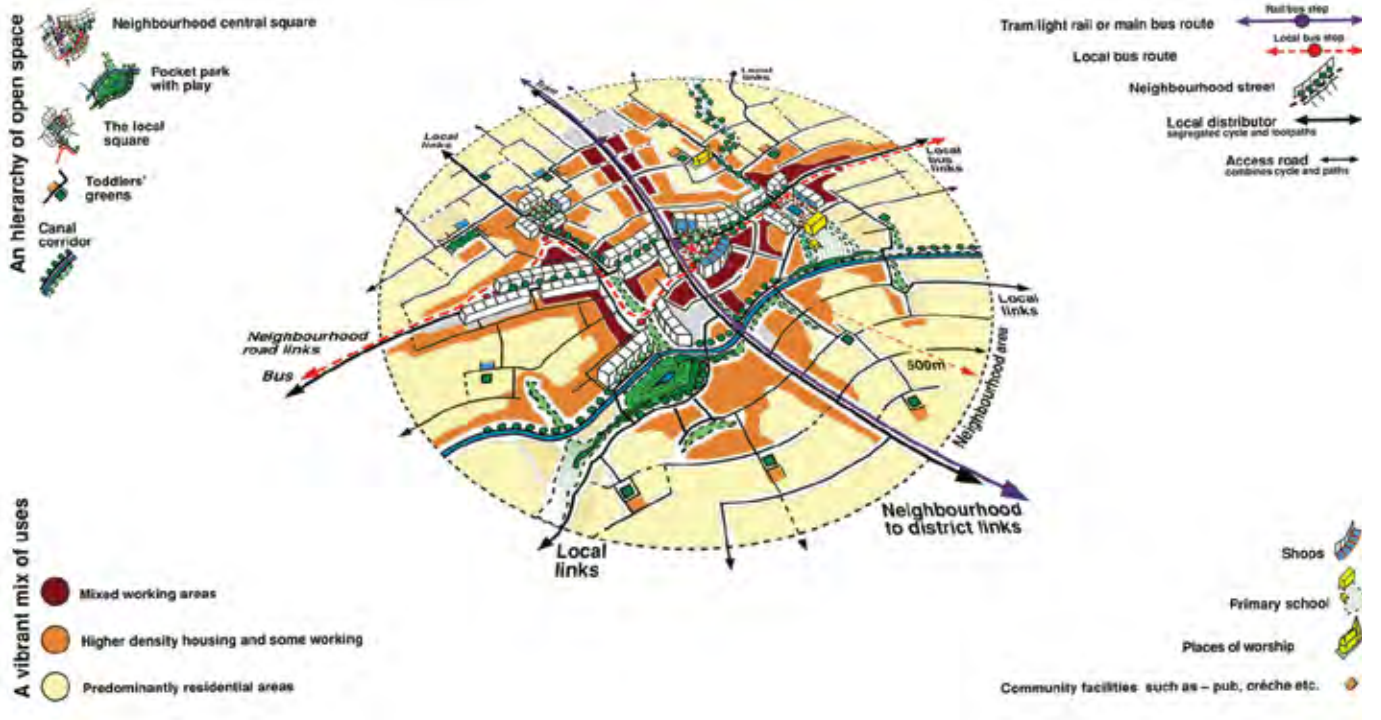 An hierarchy of open space
Neighbourhood central square
Pocket park
with play
The local
square
Toddlers'
greens
Canal
corridor
Tram/light rail or main bus route
Rail/bus stop
Local bus route
Local bus stop
Neighbourhood street
Local distributor
segregated cycle and footpaths
Access road
combines cycle and paths
Local
links
Local
links
Local
bus
links
Local
links
500m
Neighbourhood area
Neighbourhood
road links
Bus
Neighbourhood
to district links
Local
links
A vibrant mix of uses
Mixed working areas
Higher density housing and some working
Predominantly residential areas
Shops
Primary school
Places of worship
Community facilities such as – pub, créche etc.